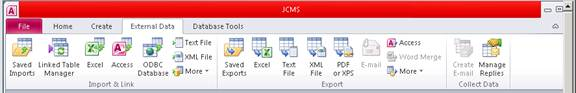 JCMS
File Home Create External Data Database Tools
Saved Imports
Linked Table Manager
Excel
Access
ODBC Database
Text File
XML File
More
Import & Link
Saved Exports
Excel
Text File
XML File
PDF or XPS
E-mail
Access
Word Merge
More
Export
Create E-mail
Manage Replies
Collect Data